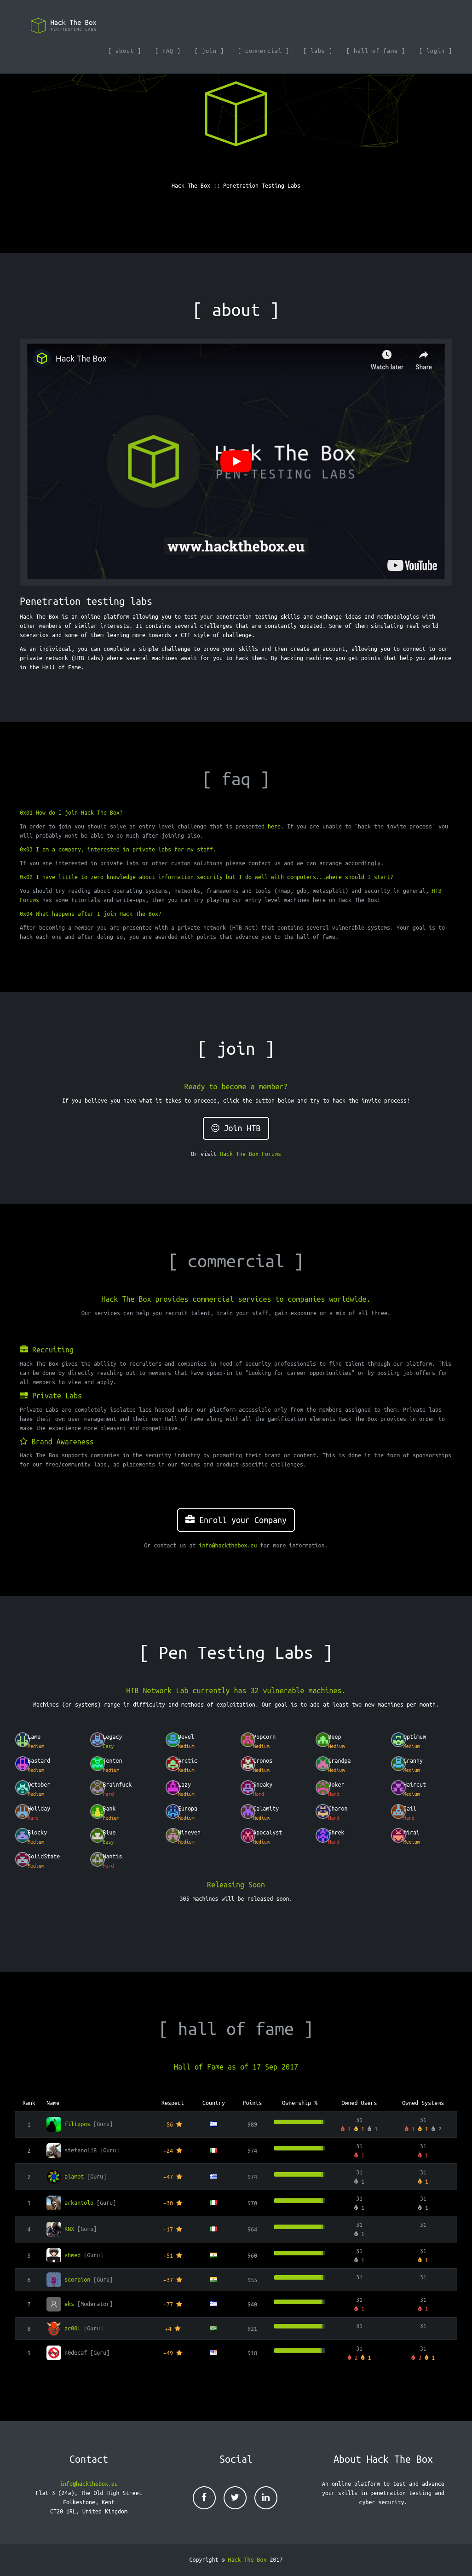 Hack The Box
PEN-TESTING LABS
[ about ] [ FAQ ] [ join ] [ commercial ] [ labs ] [ hall of fame ] [ login ]
Hack The Box :: Penetration Testing Labs
[ about ]
Hack The Box
Watch later
Share
Hack The Box
PEN-TESTING LABS
www.hackthebox.eu
YouTube
Penetration testing labs
Hack The Box is an online platform allowing you to test your penetration testing skills and exchange ideas and methodologies with
other members of similar interests. It contains several challenges that are constantly updated. Some of them simulating real world
scenarios and some of them leaning more towards a CTF style of challenge.
As an individual, you can complete a simple challenge to prove your skills and then create an account, allowing you to connect to our
private network (HTB Labs) where several machines await for you to hack them. By hacking machines you get points that help you advance
in the Hall of Fame.
[ faq ]
0x01 How do I join Hack The Box?
In order to join you should solve an entry-level challenge that is presented here. If you are unable to "hack the invite process" you
will probably wont be able to do much after joining also.
0x03 I am a company, interested in private labs for my staff.
If you are interested in private labs or other custom solutions please contact us and we can arrange accordingly.
0x02 I have little to zero knowledge about information security but I do well with computers...where should I start?
You should try reading about operating systems, networks, frameworks and tools (nmap, gdb, metasploit) and security in general, HTB
Forums has some tutorials and write-ups, then you can try playing our entry level machines here on Hack The Box!
0x04 What happens after I join Hack The Box?
After becoming a member you are presented with a private network (HTB Net) that contains several vulnerable systems. Your goal is to
hack each one and after doing so, you are awarded with points that advance you to the hall of fame.
[ join ]
Ready to become a member?
If you believe you have what it takes to proceed, click the button below and try to hack the invite process!
Join HTB
Or visit Hack The Box Forums
[ commercial ]
Hack The Box provides commercial services to companies worldwide.
Our services can help you recruit talent, train your staff, gain exposure or a mix of all three.
Recruiting
Hack The Box gives the ability to recruiters and companies in need of security professionals to find talent through our platform. This
can be done by directly reaching out to members that have opted-in to "Looking for career opportunities" or by posting job offers for
all members to view and apply.
Private Labs
Private Labs are completely isolated labs hosted under our platform accessible only from the members assigned to them. Private labs
have their own user management and their own Hall of fame along with all the gamification elements Hack The Box provides in order to
make the experience more pleasant and competitive.
Brand Awareness
Hack The Box supports companies in the security industry by promoting their brand or content. This is done in the form of sponsorships
for our free/community labs, ad placements in our forums and product-specific challenges.
Enroll your Company
Or contact us at info@hackthebox.eu for more information.
[ Pen Testing Labs ]
HTB Network Lab currently has 32 vulnerable machines.
Machines (or systems) range in difficulty and methods of exploitation. Our goal is to add at least two new machines per month.
Lame Legacy Devel Popcorn Beep Optimum
Medium Easy Medium Medium Medium Medium
Bastard Tenten Arctic Cronos Grandpa Granny
Medium Medium Medium Medium Medium Medium
October Brainfuck Lazy Sneaky Joker Haircut
Medium Hard Medium Hard Hard Medium
Holiday Bank Europa Calamity Charon Jail
Hard Medium Medium Medium Hard Hard
Blocky Blue Nineveh Apocalyst Shrek Mirai
Medium Easy Medium Medium Hard Medium
SolidState Mantis
Medium Hard
Releasing Soon
305 machines will be released soon.
[ hall of fame ]
Hall of Fame as of 17 Sep 2017
Rank Name Respect Country Points Ownership % Owned Users Owned Systems
1 filippos [Guru] +56 989 31 31
1 1 1 3 1 2
2 stefano118 [Guru] +24 974 31 31
1 1
2 alamot [Guru] +47 974 31 31
1 1
3 arkantolo [Guru] +30 970 31 31
1 1
4 KNX [Guru] +17 964 31 31
1
5 ahmed [Guru] +51 960 31 31
1 1
6 scorpion [Guru] +37 955 31 31
7 eks [Moderator] +77 940 31 31
1 1
8 zc00l [Guru] +4 921 31 31
9 n0decaf [Guru] +49 918 31 31
2 1 3 1
Contact
info@hackthebox.eu
Flat 3 (24a), The Old High Street
Folkestone, Kent
CT20 1RL, United Kingdom
Social
About Hack The Box
An online platform to test and advance
your skills in penetration testing and
cyber security.
Copyright © Hack The Box 2017